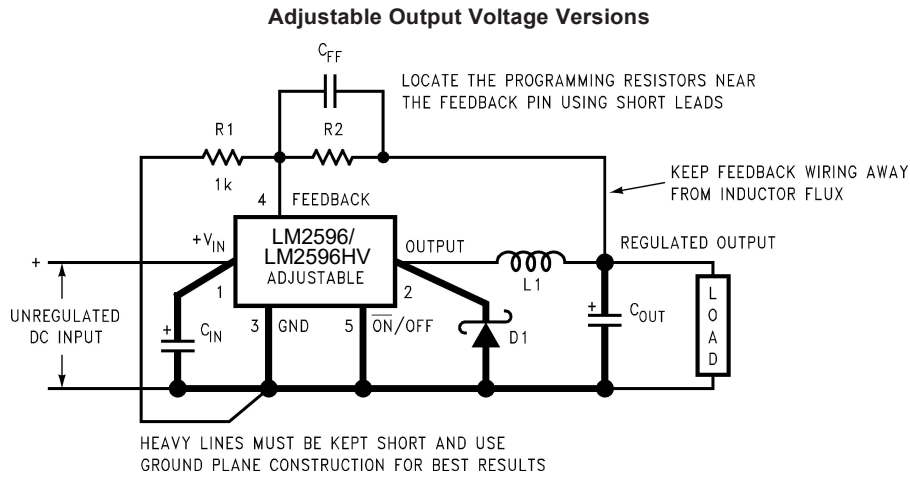 Adjustable Output Voltage Versions
CFF
LOCATE THE PROGRAMMING RESISTORS NEAR
THE FEEDBACK PIN USING SHORT LEADS
R1
R2
1k
KEEP FEEDBACK WIRING AWAY
FROM INDUCTOR FLUX
4 FEEDBACK
+VIN
LM2596/
LM2596HV
ADJUSTABLE
OUTPUT
REGULATED OUTPUT
+
1
2
L1
UNREGULATED
DC INPUT
+
CIN
3 GND
5 O̅N̅/OFF
D1
+
COUT
LOAD
HEAVY LINES MUST BE KEPT SHORT AND USE
GROUND PLANE CONSTRUCTION FOR BEST RESULTS